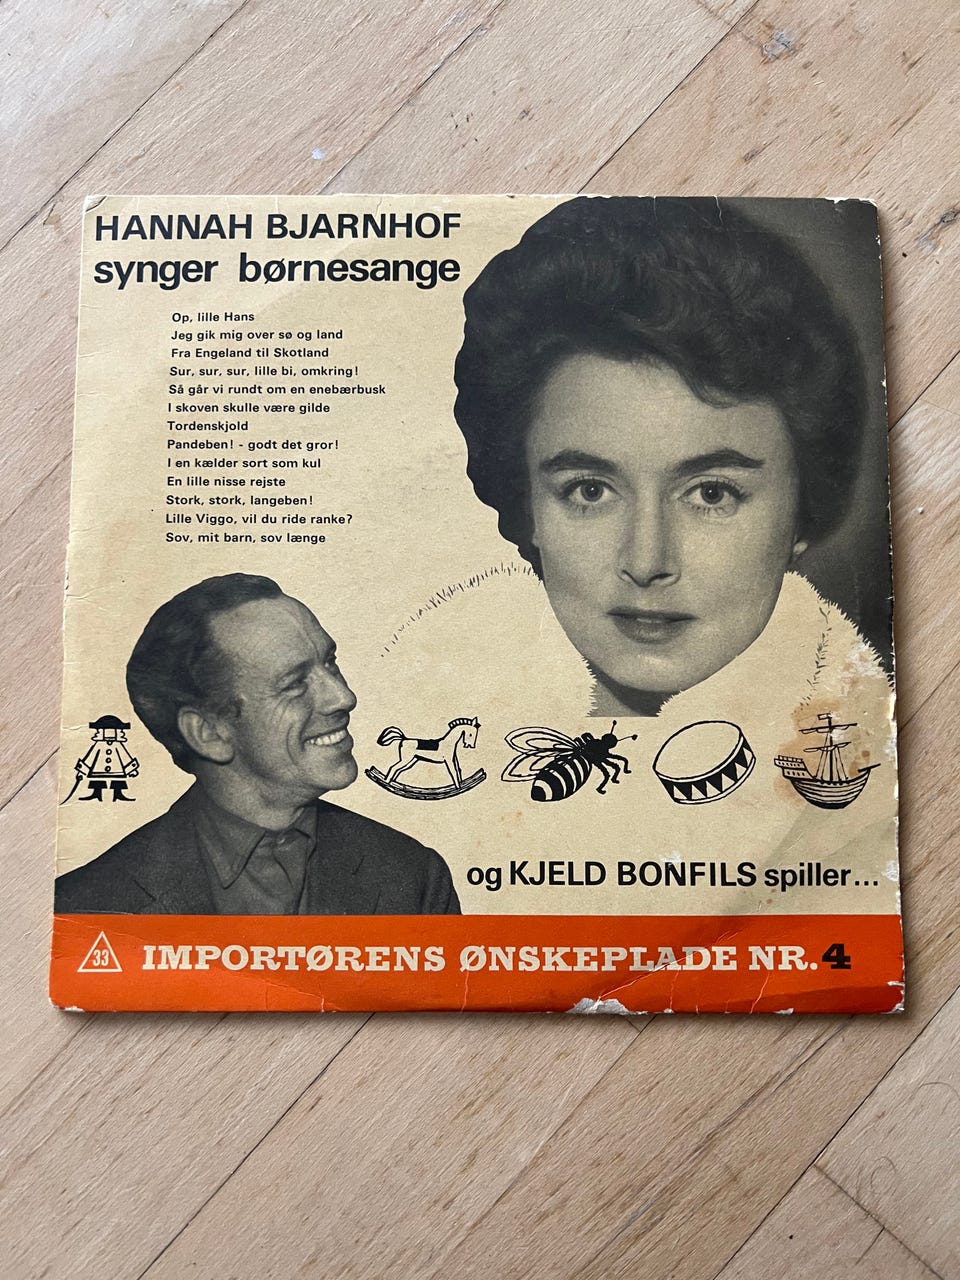 HANNAH BJARNHOF
synger børnesange
Op, lille Hans
Jeg gik mig over sø og land
Fra Engeland til Skotland
Sur, sur, sur, lille bi, omkring!
Så går vi rundt om en enebærbusk
I skoven skulle være gilde
Tordenskjold
Pandeben! - godt det gror!
I en kælder sort som kul
En lille nisse rejste
Stork, stork, langeben!
Lille Viggo, vil du ride ranke?
Sov, mit barn, sov længe
og KJELD BONFILS spiller...
33 IMPORTØRENS ØNSKEPLADE NR. 4